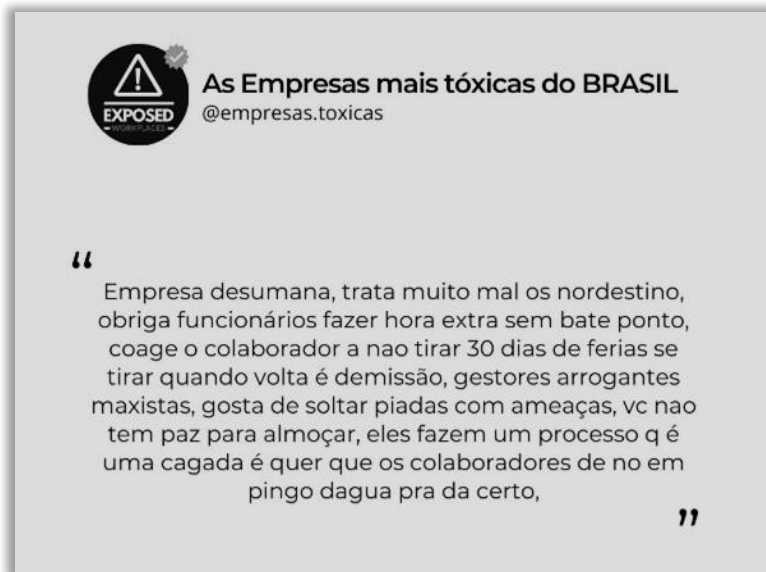 EXPOSED
WORKPLACES
As Empresas mais tóxicas do BRASIL
@empresas.toxicas
“
Empresa desumana, trata muito mal os nordestino,
obriga funcionários fazer hora extra sem bate ponto,
coage o colaborador a nao tirar 30 dias de ferias se
tirar quando volta é demissão, gestores arrogantes
maxistas, gosta de soltar piadas com ameaças, vc nao
tem paz para almoçar, eles fazem um processo q é
uma cagada é quer que os colaboradores de no em
pingo dagua pra da certo,
”